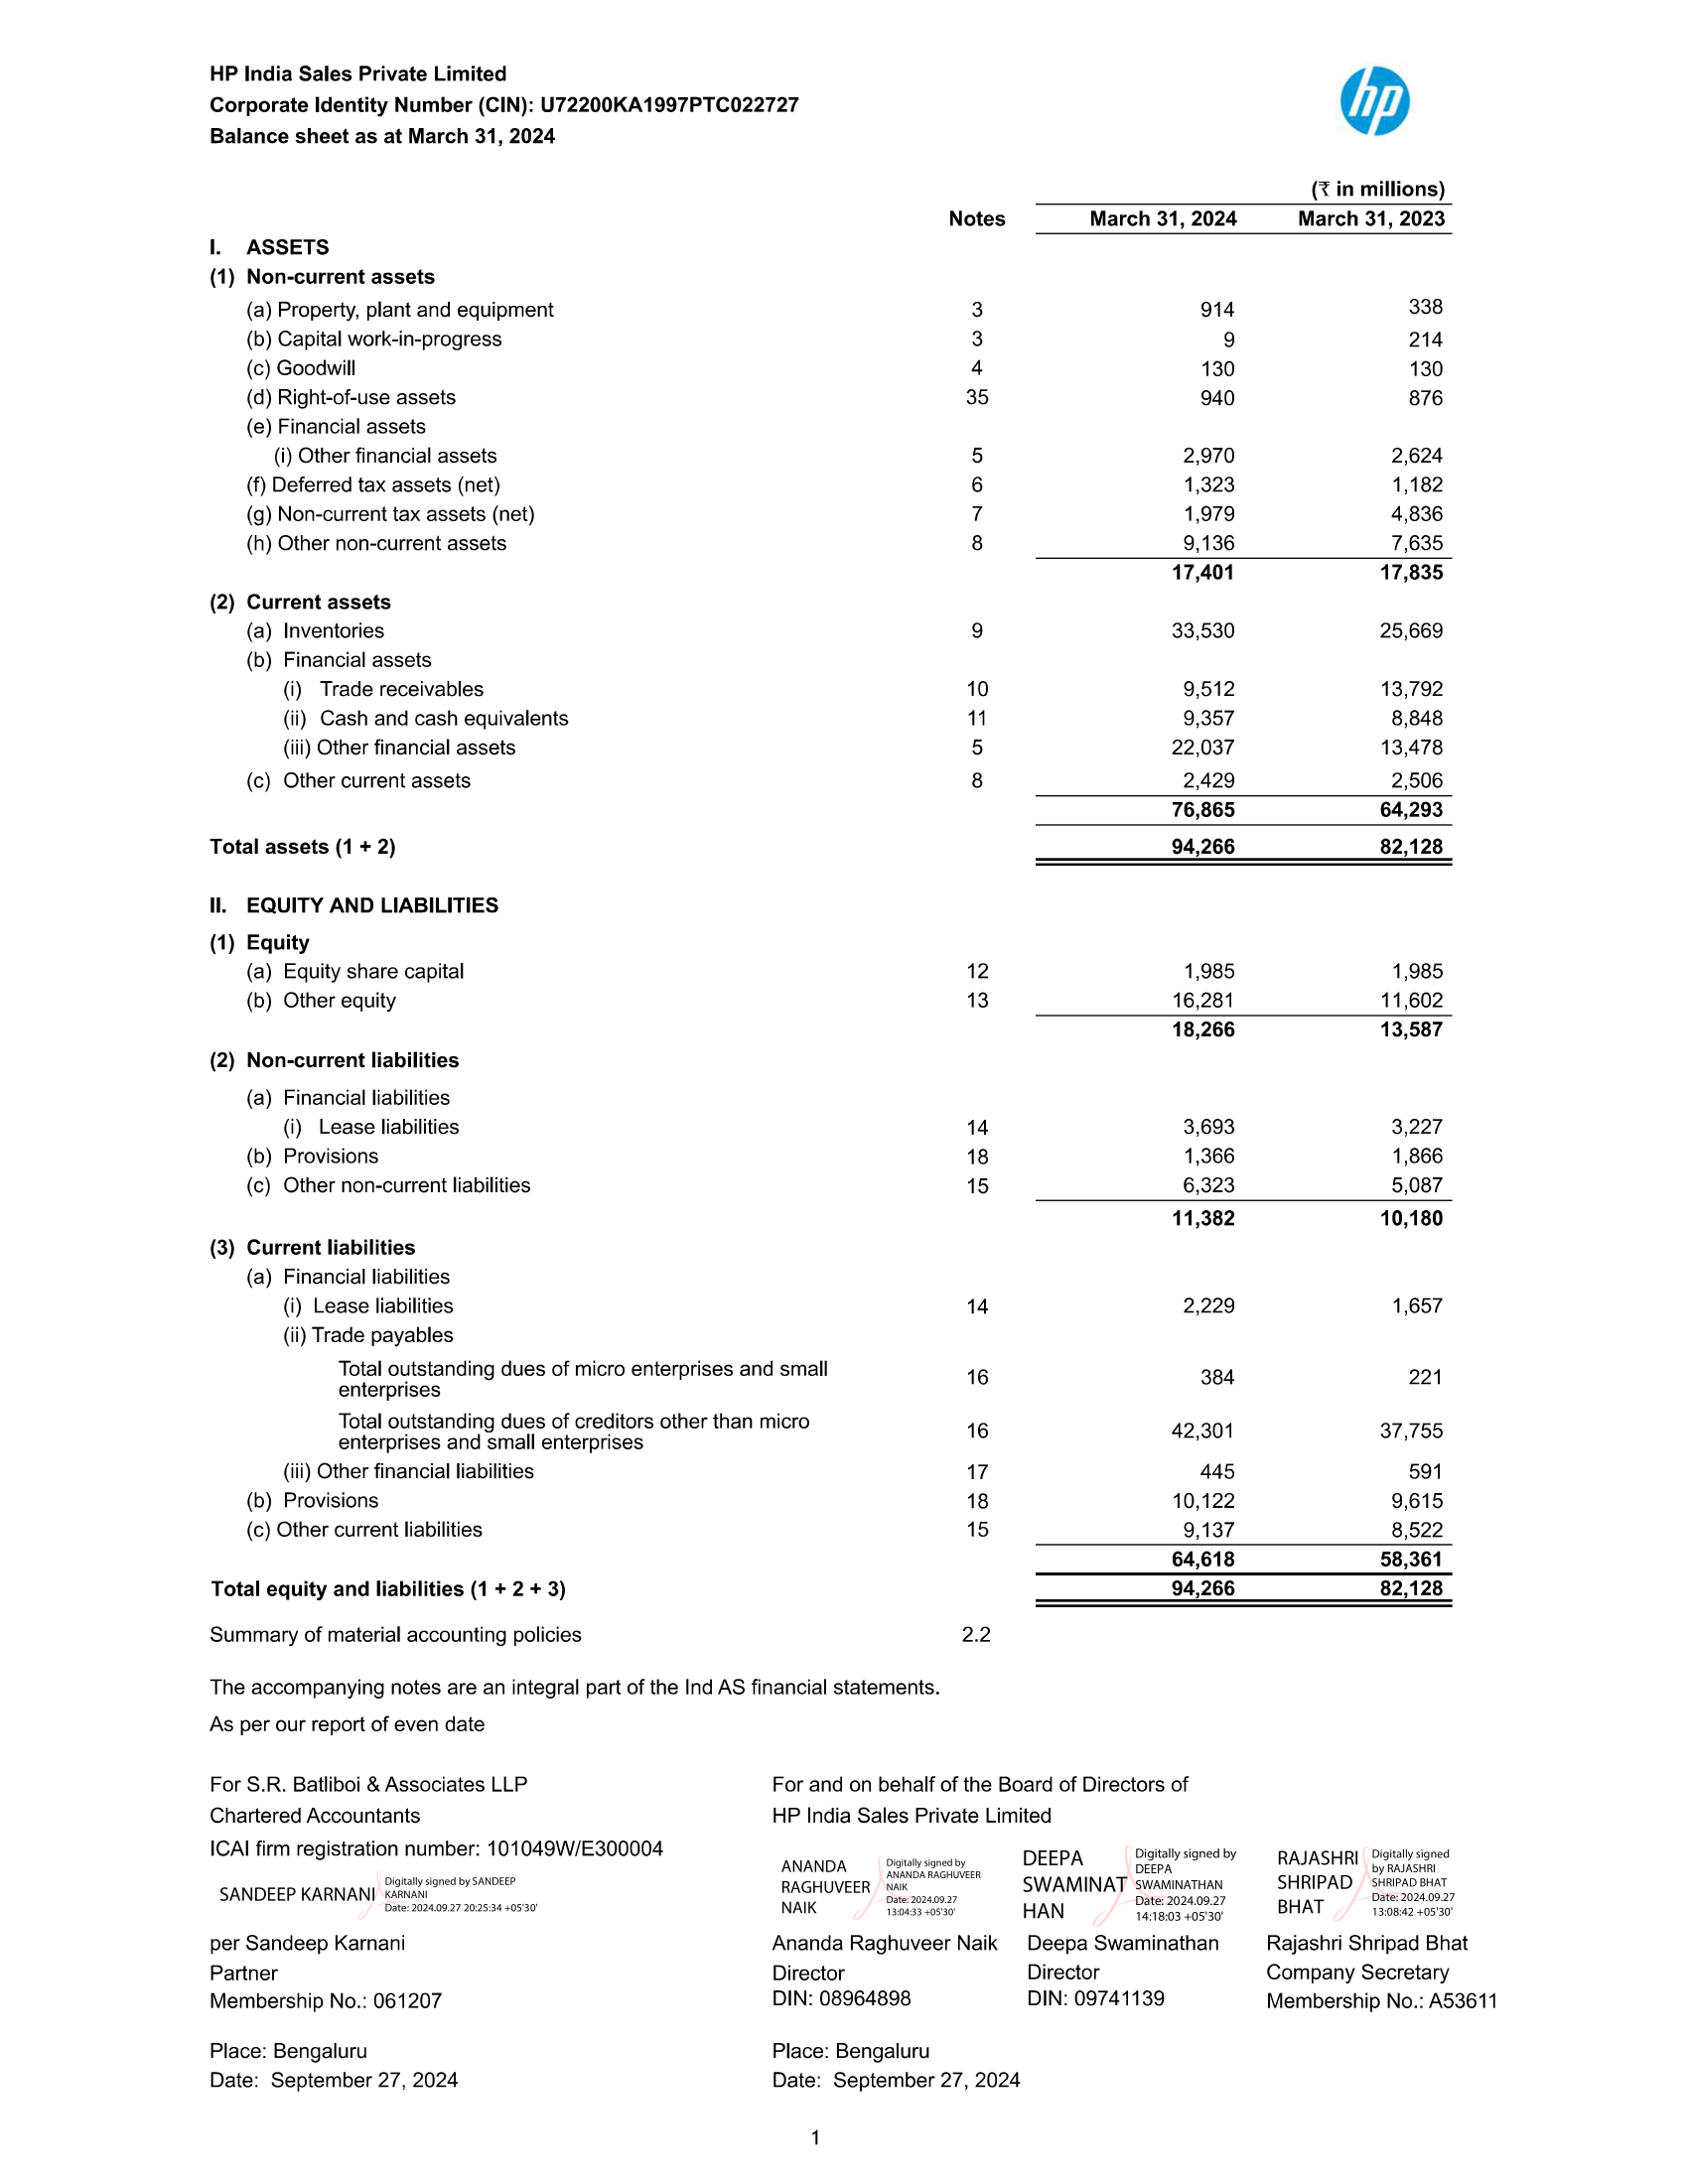 HP India Sales Private Limited
Corporate Identity Number (CIN): U72200KA1997PTC022727
Balance sheet as at March 31, 2024
hp
(₹ in millions)
Notes March 31, 2024 March 31, 2023
I. ASSETS
(1) Non-current assets
(a) Property, plant and equipment 3 914 338
(b) Capital work-in-progress 3 9 214
(c) Goodwill 4 130 130
(d) Right-of-use assets 35 940 876
(e) Financial assets
(i) Other financial assets 5 2,970 2,624
(f) Deferred tax assets (net) 6 1,323 1,182
(g) Non-current tax assets (net) 7 1,979 4,836
(h) Other non-current assets 8 9,136 7,635
17,401 17,835
(2) Current assets
(a) Inventories 9 33,530 25,669
(b) Financial assets
(i) Trade receivables 10 9,512 13,792
(ii) Cash and cash equivalents 11 9,357 8,848
(iii) Other financial assets 5 22,037 13,478
(c) Other current assets 8 2,429 2,506
76,865 64,293
Total assets (1 + 2) 94,266 82,128
II. EQUITY AND LIABILITIES
(1) Equity
(a) Equity share capital 12 1,985 1,985
(b) Other equity 13 16,281 11,602
18,266 13,587
(2) Non-current liabilities
(a) Financial liabilities
(i) Lease liabilities 14 3,693 3,227
(b) Provisions 18 1,366 1,866
(c) Other non-current liabilities 15 6,323 5,087
11,382 10,180
(3) Current liabilities
(a) Financial liabilities
(i) Lease liabilities 14 2,229 1,657
(ii) Trade payables
Total outstanding dues of micro enterprises and small
enterprises 16 384 221
Total outstanding dues of creditors other than micro
enterprises and small enterprises 16 42,301 37,755
(iii) Other financial liabilities 17 445 591
(b) Provisions 18 10,122 9,615
(c) Other current liabilities 15 9,137 8,522
64,618 58,361
Total equity and liabilities (1 + 2 + 3) 94,266 82,128
Summary of material accounting policies 2.2
The accompanying notes are an integral part of the Ind AS financial statements.
As per our report of even date
For S.R. Batliboi & Associates LLP
Chartered Accountants
ICAI firm registration number: 101049W/E300004
SANDEEP KARNANI
Digitally signed by SANDEEP
KARNANI
Date: 2024.09.27 20:25:34 +05'30'
per Sandeep Karnani
Partner
Membership No.: 061207
Place: Bengaluru
Date: September 27, 2024
For and on behalf of the Board of Directors of
HP India Sales Private Limited
ANANDA
RAGHUVEER
NAIK
Digitally signed by
ANANDA RAGHUVEER
NAIK
Date: 2024.09.27
13:04:33 +05'30'
Ananda Raghuveer Naik
Director
DIN: 08964898
DEEPA
SWAMINAT
HAN
Digitally signed by
DEEPA
SWAMINATHAN
Date: 2024.09.27
14:18:03 +05'30'
Deepa Swaminathan
Director
DIN: 09741139
RAJASHRI
SHRIPAD
BHAT
Digitally signed
by RAJASHRI
SHRIPAD BHAT
Date: 2024.09.27
13:08:42 +05'30'
Rajashri Shripad Bhat
Company Secretary
Membership No.: A53611
Place: Bengaluru
Date: September 27, 2024
1